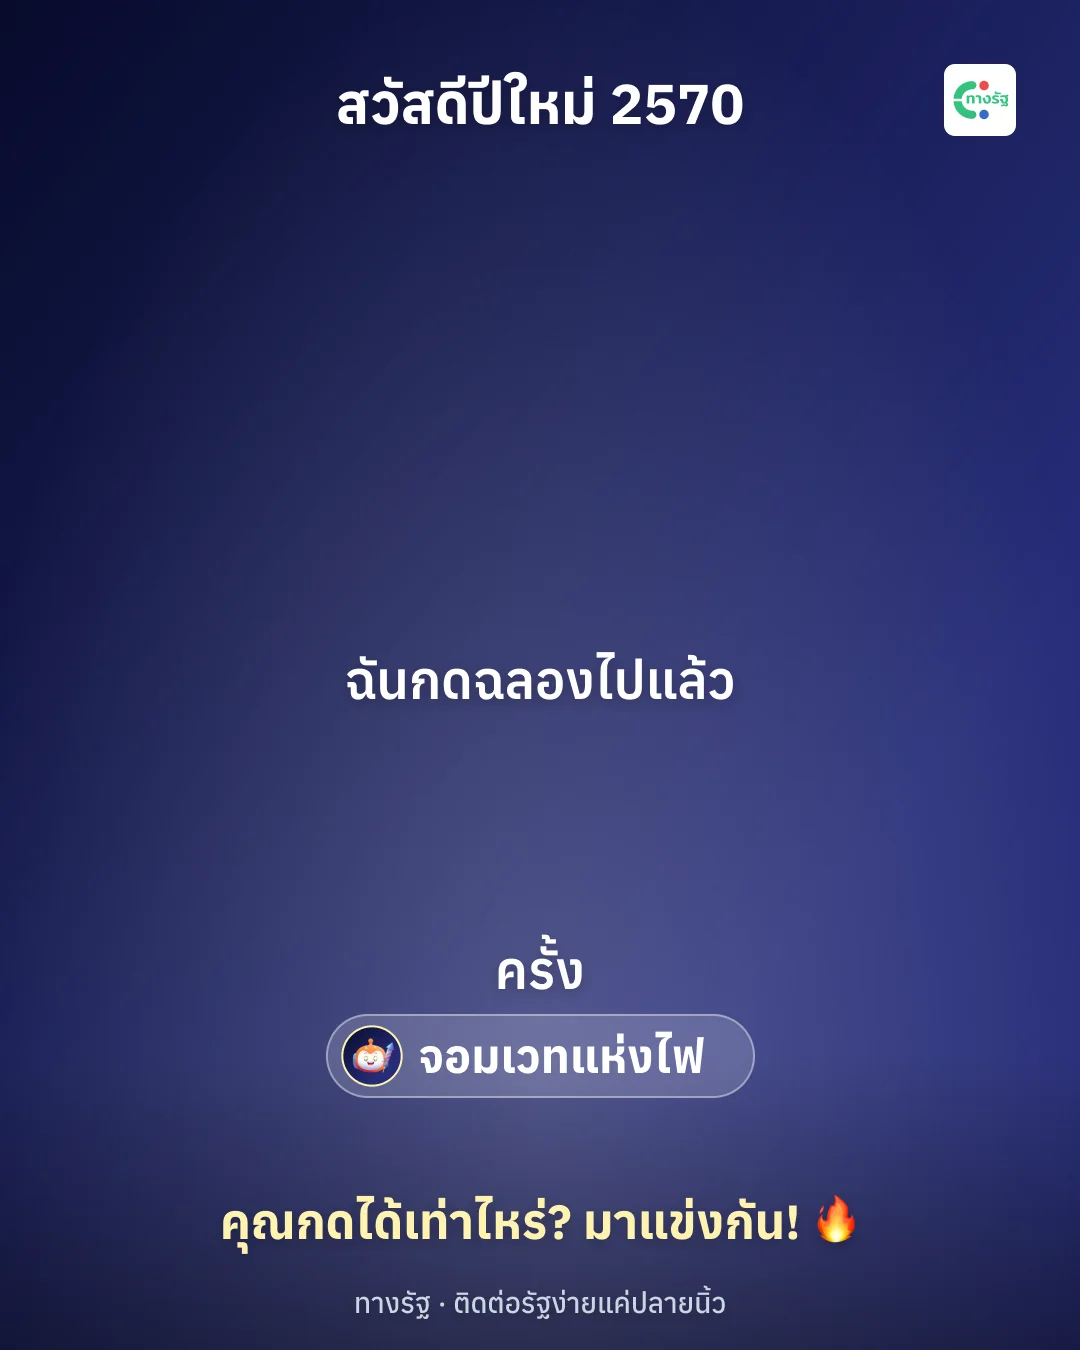 สวัสดีปีใหม่ 2570
ทางรัฐ
ฉันกดฉลองไปแล้ว
ครั้ง
จอมเวทแห่งไฟ
คุณกดได้เท่าไหร่? มาแข่งกัน! 🔥
ทางรัฐ · ติดต่อรัฐง่ายแค่ปลายนิ้ว